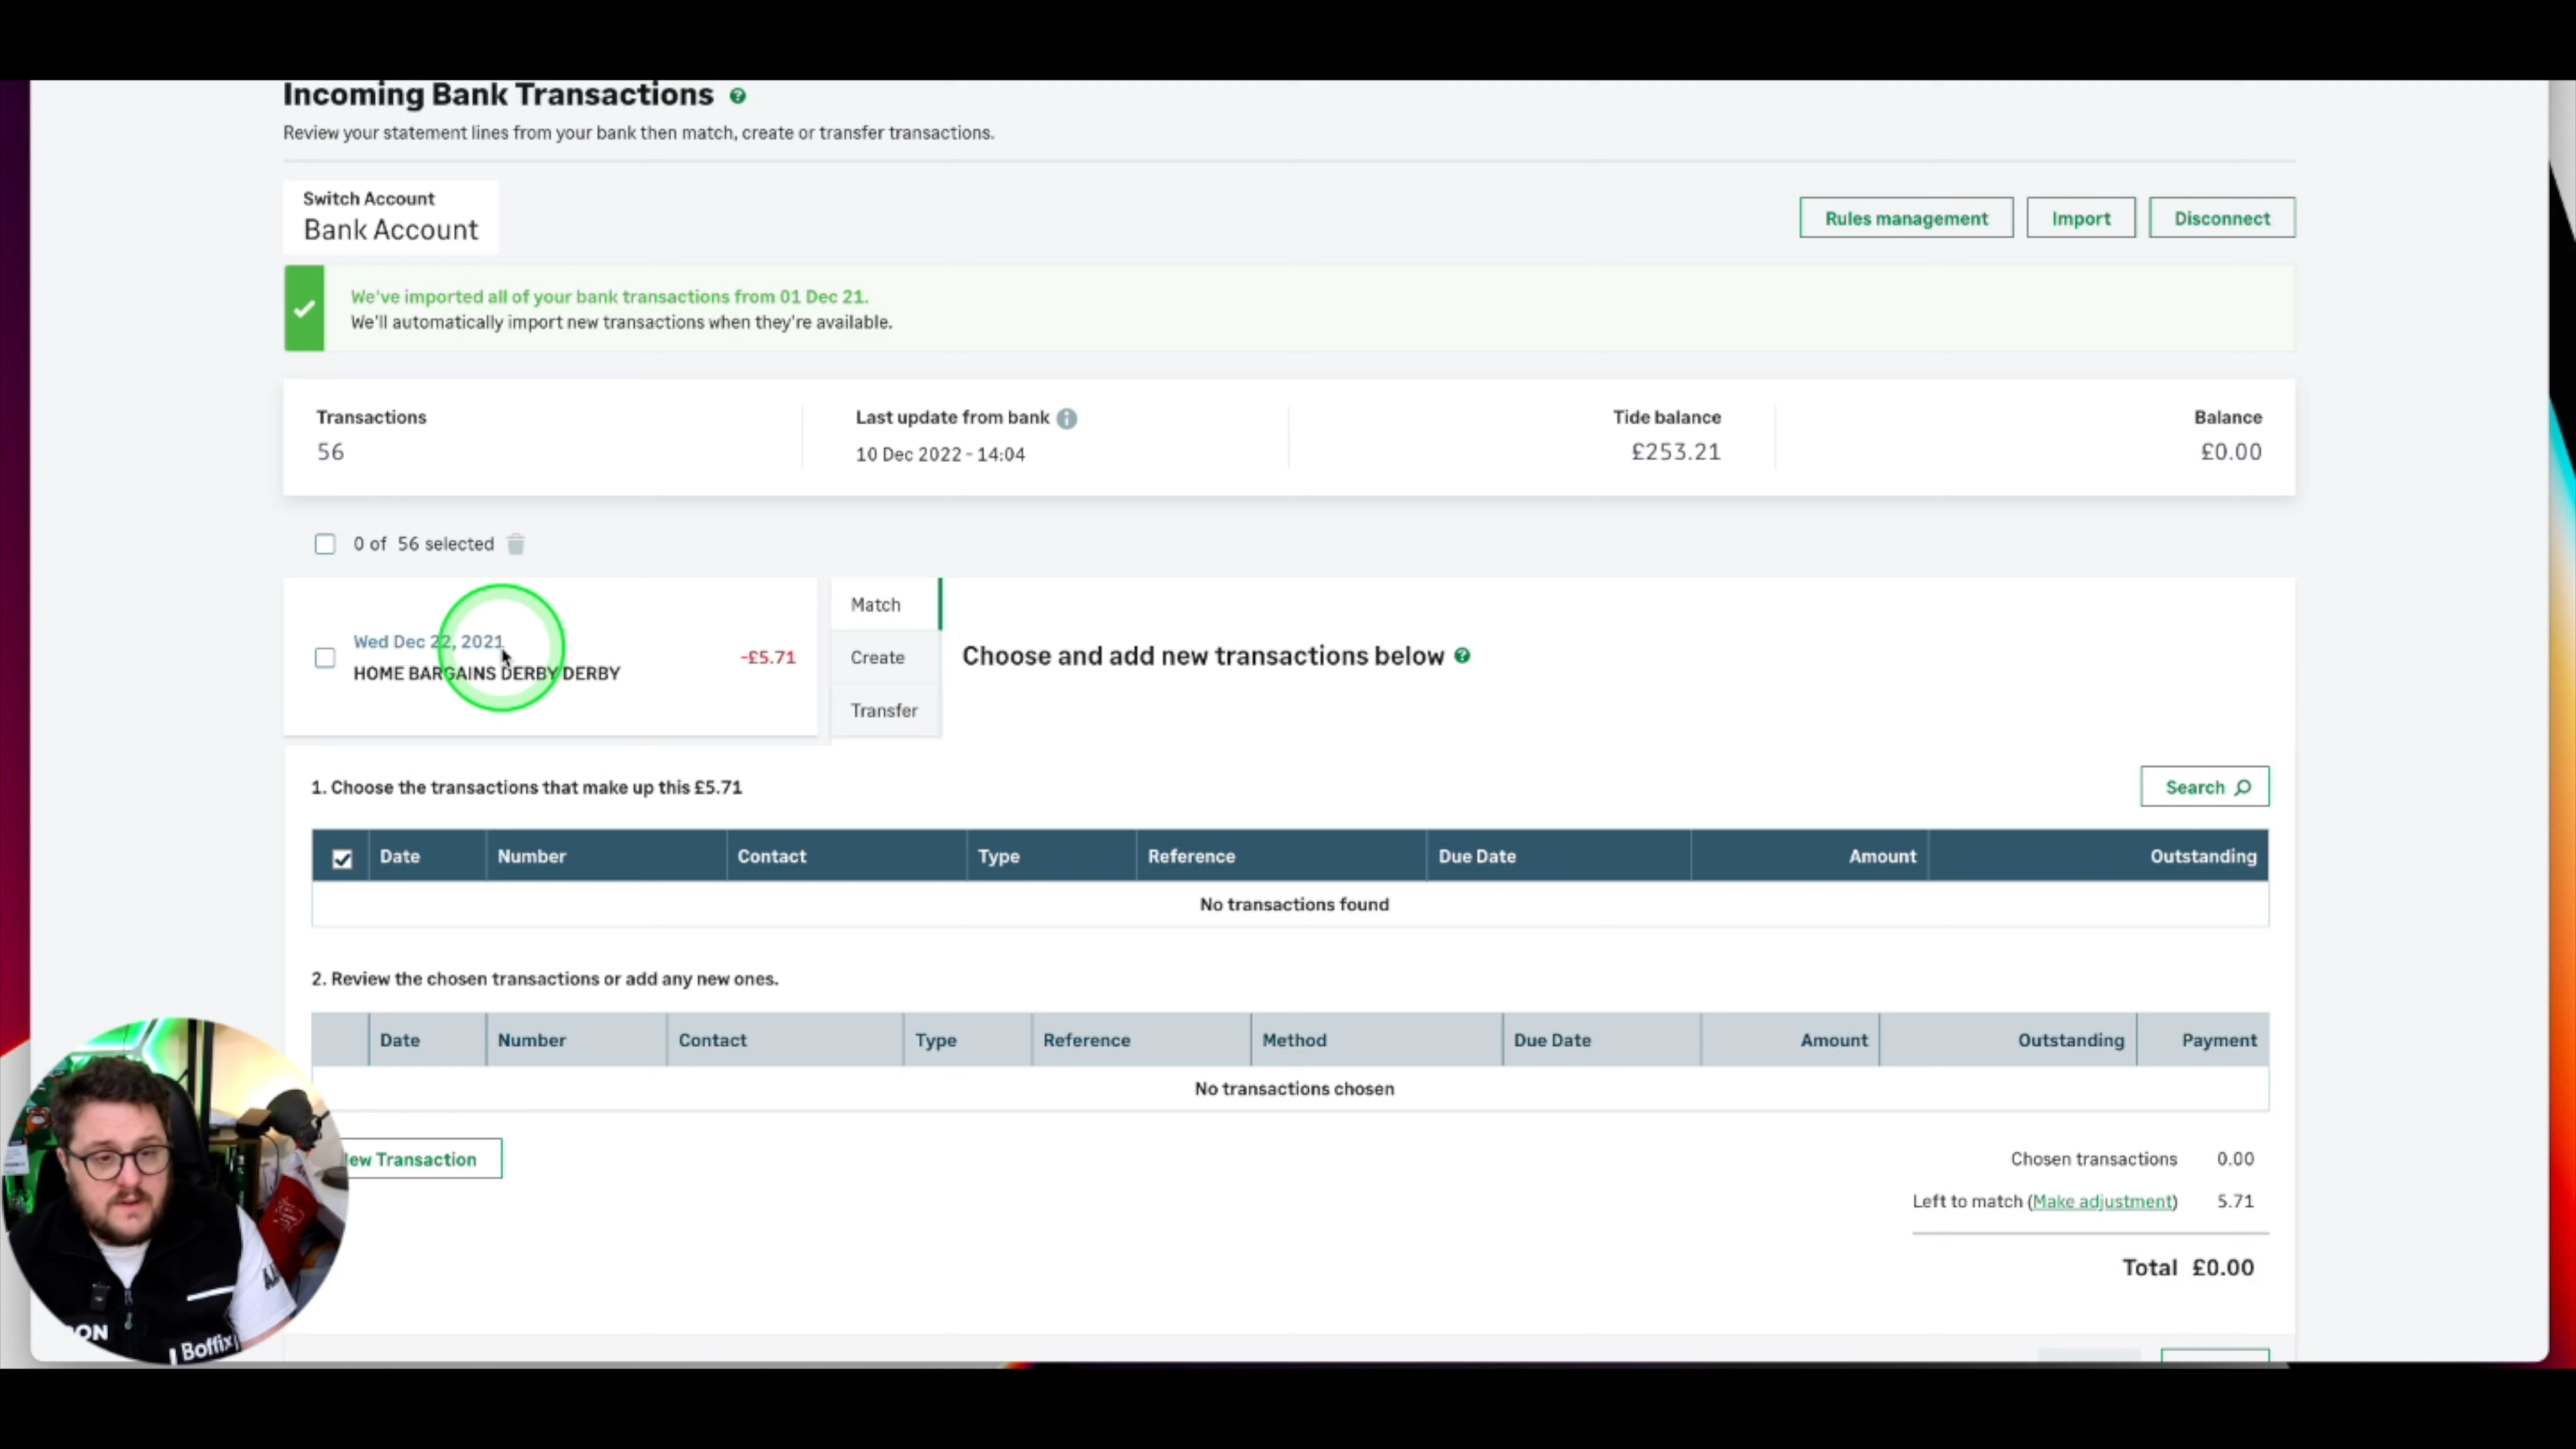 Incoming Bank Transactions
Review your statement lines from your bank then match, create or transfer transactions.
Switch Account
Bank Account
Rules management
Import
Disconnect
We've imported all of your bank transactions from 01 Dec 21.
We'll automatically import new transactions when they're available.
Transactions
56
Last update from bank
10 Dec 2022 - 14:04
Tide balance
£253.21
Balance
£0.00
0 of 56 selected
Wed Dec 22, 2021
HOME BARGAINS DERBY DERBY
-£5.71
Match
Create
Transfer
Choose and add new transactions below
1. Choose the transactions that make up this £5.71
Search
Date Number Contact Type Reference Due Date Amount Outstanding
No transactions found
2. Review the chosen transactions or add any new ones.
Date Number Contact Type Reference Method Due Date Amount Outstanding Payment
No transactions chosen
ew Transaction
Chosen transactions 0.00
Left to match (Make adjustment) 5.71
Total £0.00
Boffix